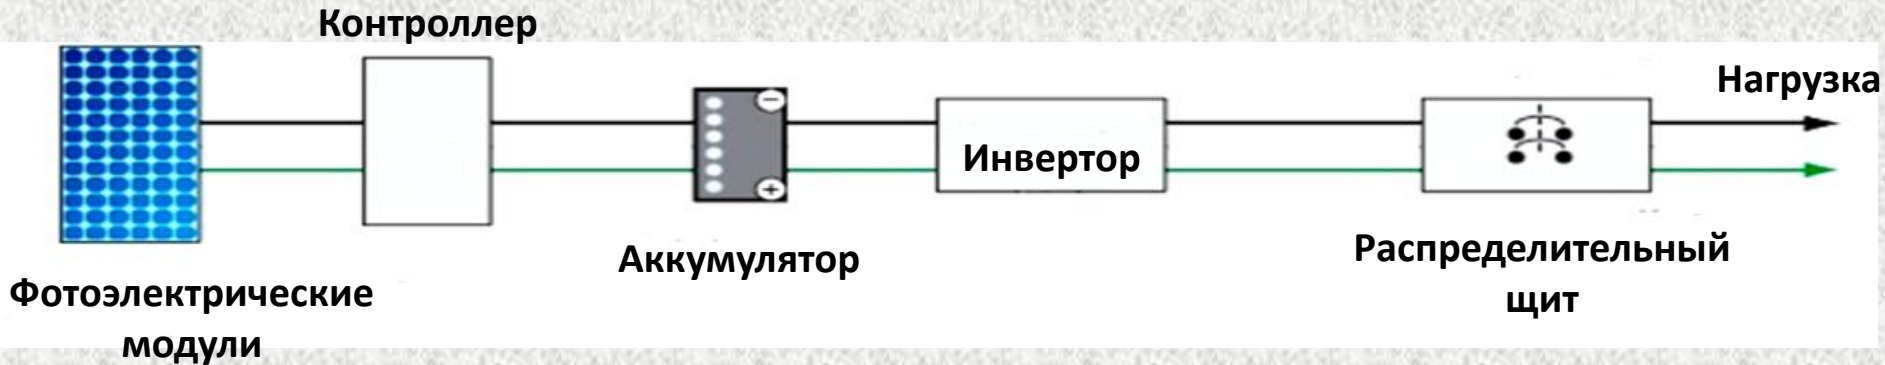 Контроллер
Нагрузка
Инвертор
Аккумулятор
Распределительный
щит
Фотоэлектрические
модули